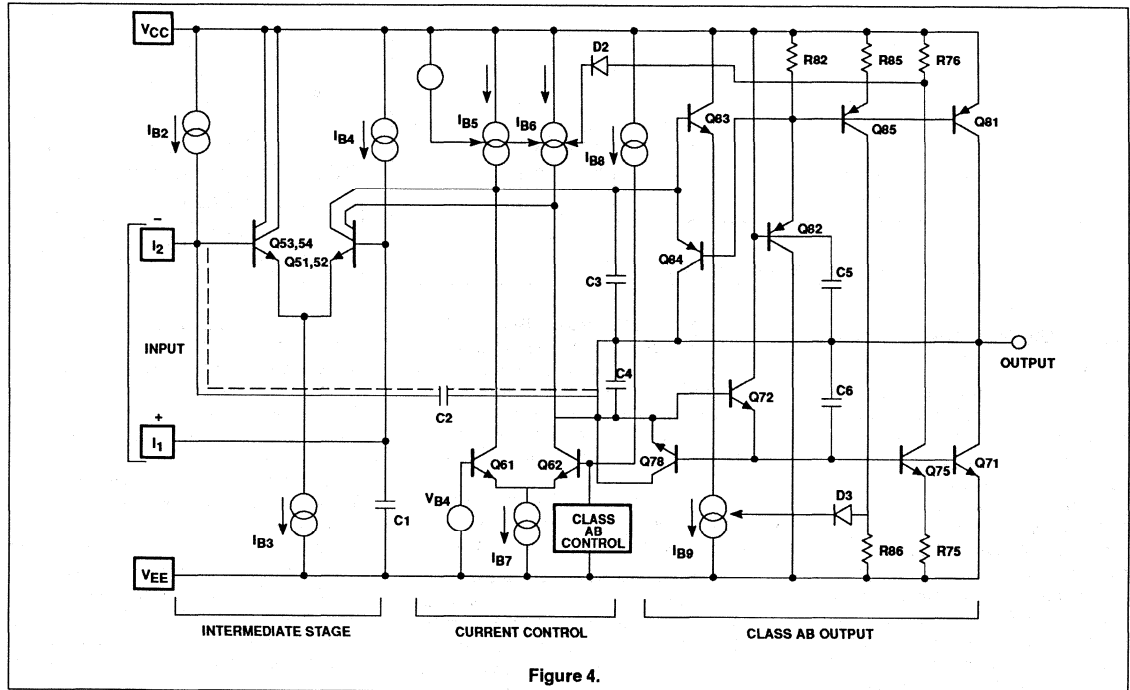 VCC
D2
R82
R85
R76
IB2
IB4
IB5
IB6
IB8
Q83
Q85
Q81
−
I2
Q53,54
Q51,52
Q82
Q84
C3
C5
INPUT
OUTPUT
C4
C2
C6
Q72
+
I1
Q61
Q62
Q78
Q75
Q71
VB4
C1
D3
IB3
IB7
CLASS
AB
CONTROL
IB9
R86
R75
VEE
INTERMEDIATE STAGE
CURRENT CONTROL
CLASS AB OUTPUT
Figure 4.